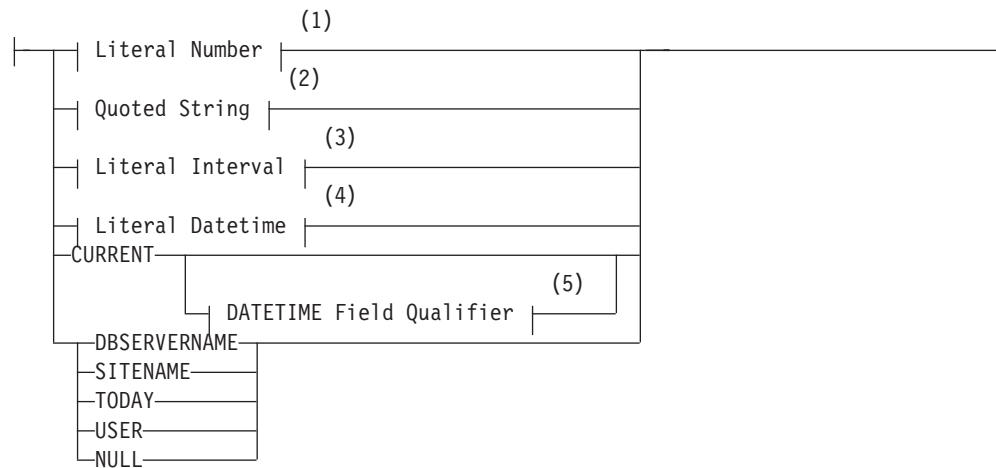 (1)
Literal Number
(2)
Quoted String
(3)
Literal Interval
(4)
Literal Datetime
CURRENT
(5)
DATETIME Field Qualifier
DBSERVERNAME
SITENAME
TODAY
USER
NULL